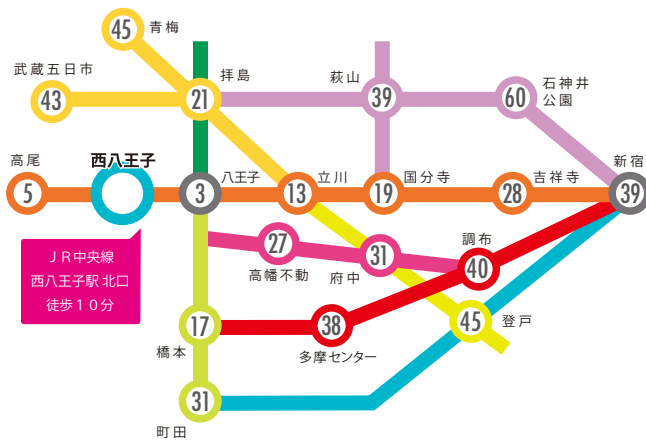 45
青梅
武蔵五日市
43
拝島
21
萩山
39
60
石神井
公園
高尾
5
西八王子
八王子
3
立川
13
国分寺
19
吉祥寺
28
新宿
39
JR中央線
西八王子駅 北口
徒歩10分
27
高幡不動
31
府中
調布
40
17
橋本
38
多摩センター
45
登戸
31
町田